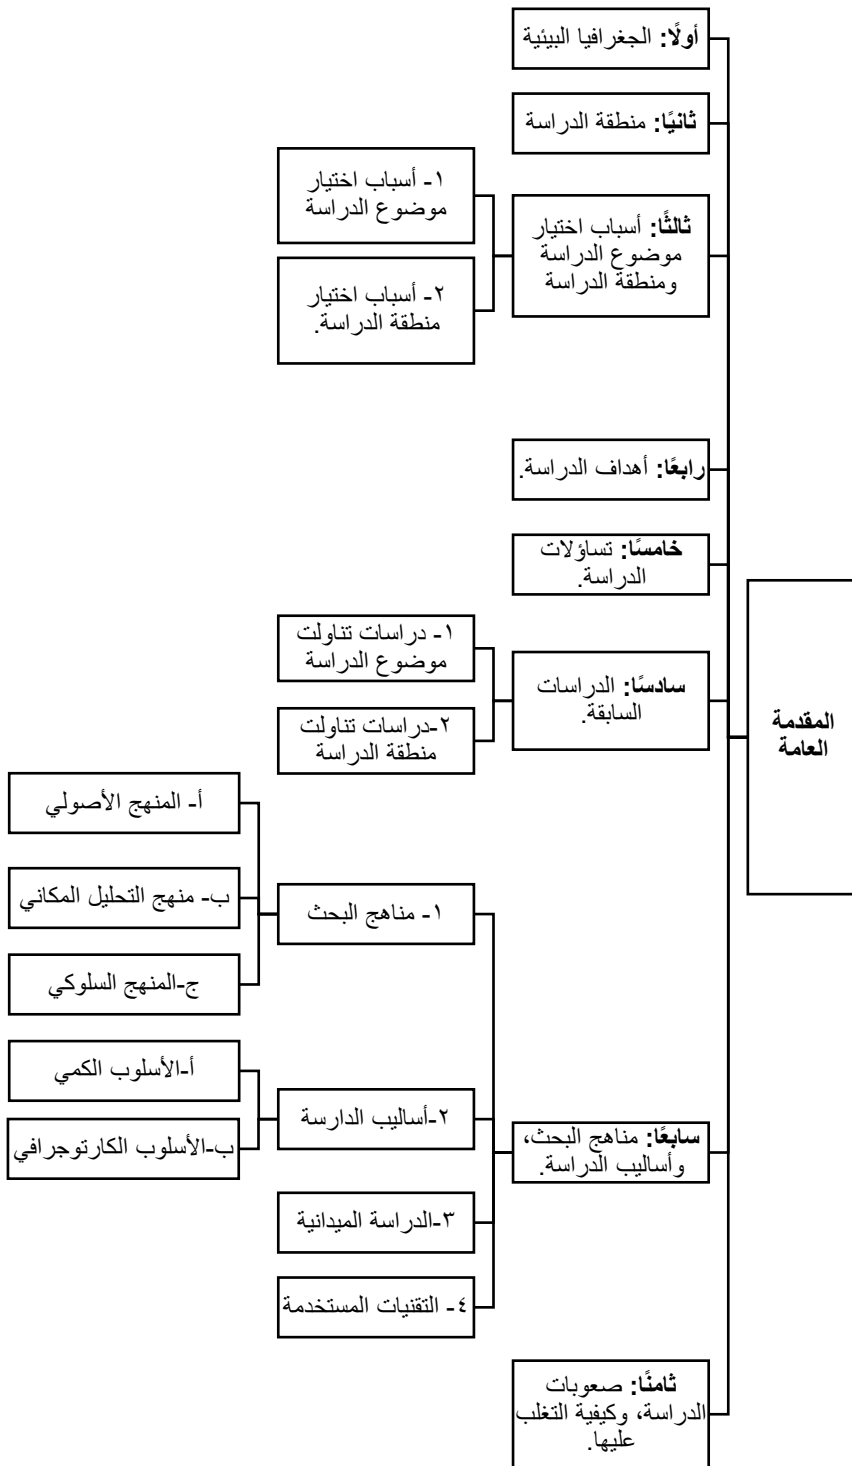 المقدمة
العامة
أولًا: الجغرافيا البيئية
ثانيًا: منطقة الدراسة
ثالثًا: أسباب اختيار
موضوع الدراسة
ومنطقة الدراسة
١- أسباب اختيار
موضوع الدراسة
٢- أسباب اختيار
منطقة الدراسة.
رابعًا: أهداف الدراسة.
خامسًا: تساؤلات
الدراسة.
سادسًا: الدراسات
السابقة.
١- دراسات تناولت
موضوع الدراسة
٢-دراسات تناولت
منطقة الدراسة
سابعًا: مناهج البحث،
وأساليب الدراسة.
١- مناهج البحث
أ- المنهج الأصولي
ب- منهج التحليل المكاني
ج-المنهج السلوكي
٢-أساليب الدارسة
أ-الأسلوب الكمي
ب-الأسلوب الكارتوجرافي
٣-الدراسة الميدانية
٤- التقنيات المستخدمة
ثامنًا: صعوبات
الدراسة، وكيفية التغلب
عليها.